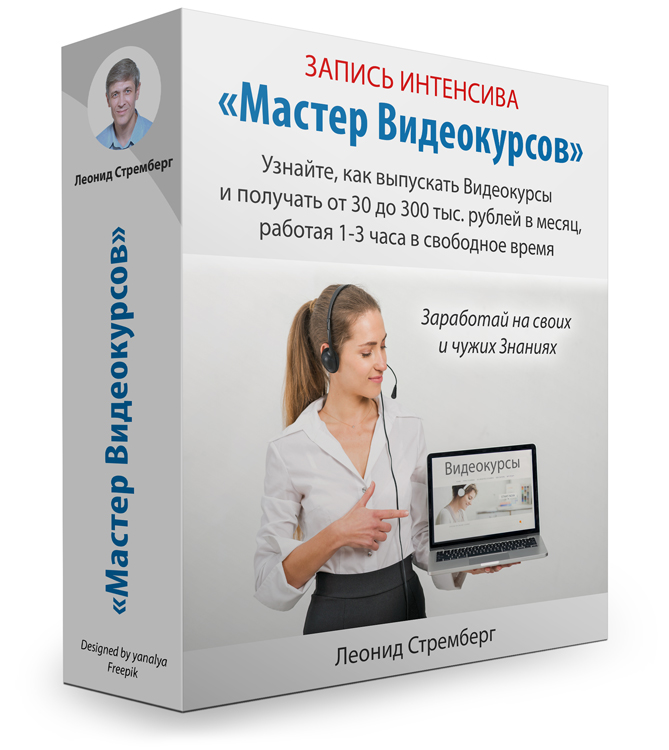 ЗАПИСЬ ИНТЕНСИВА
«Мастер Видеокурсов»
Узнайте, как выпускать Видеокурсы
и получать от 30 до 300 тыс. рублей в месяц,
работая 1-3 часа в свободное время
Заработай на своих
и чужих Знаниях
Видеокурсы
Леонид Стремберг
Леонид Стремберг
«Мастер Видеокурсов»
Designed by yanalya
Freepik